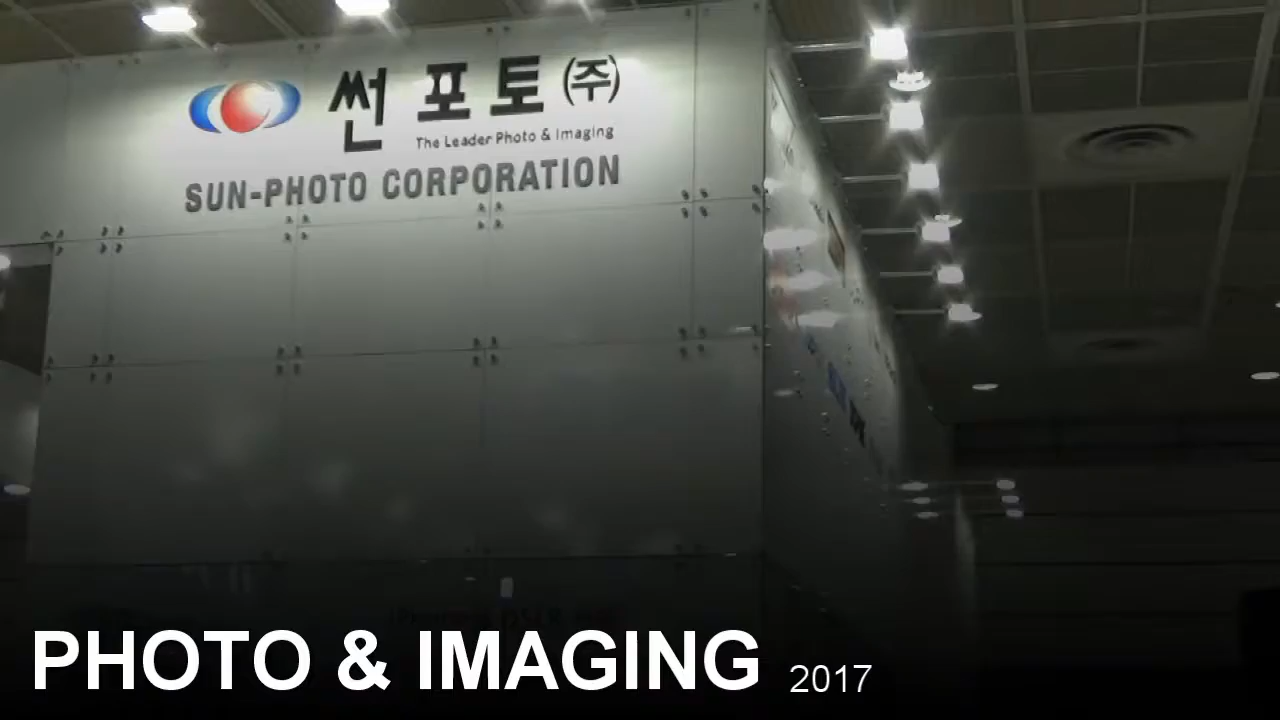 썬 포토 (주)
The Leader Photo & Imaging
SUN-PHOTO CORPORATION
PHOTO & IMAGING 2017